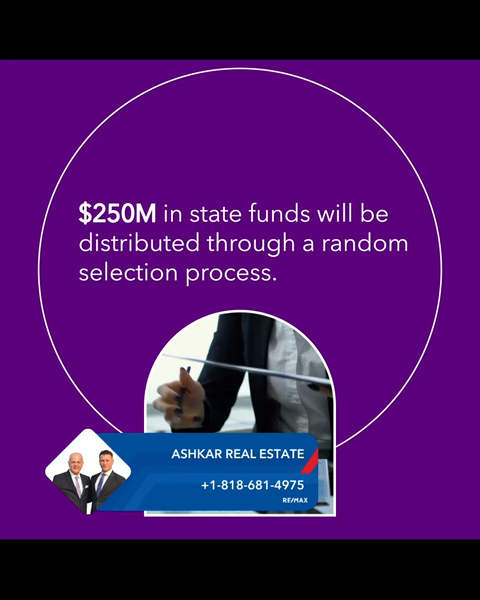 $250M in state funds will be
distributed through a random
selection process.
ASHKAR REAL ESTATE
+1-818-681-4975
RE/MAX